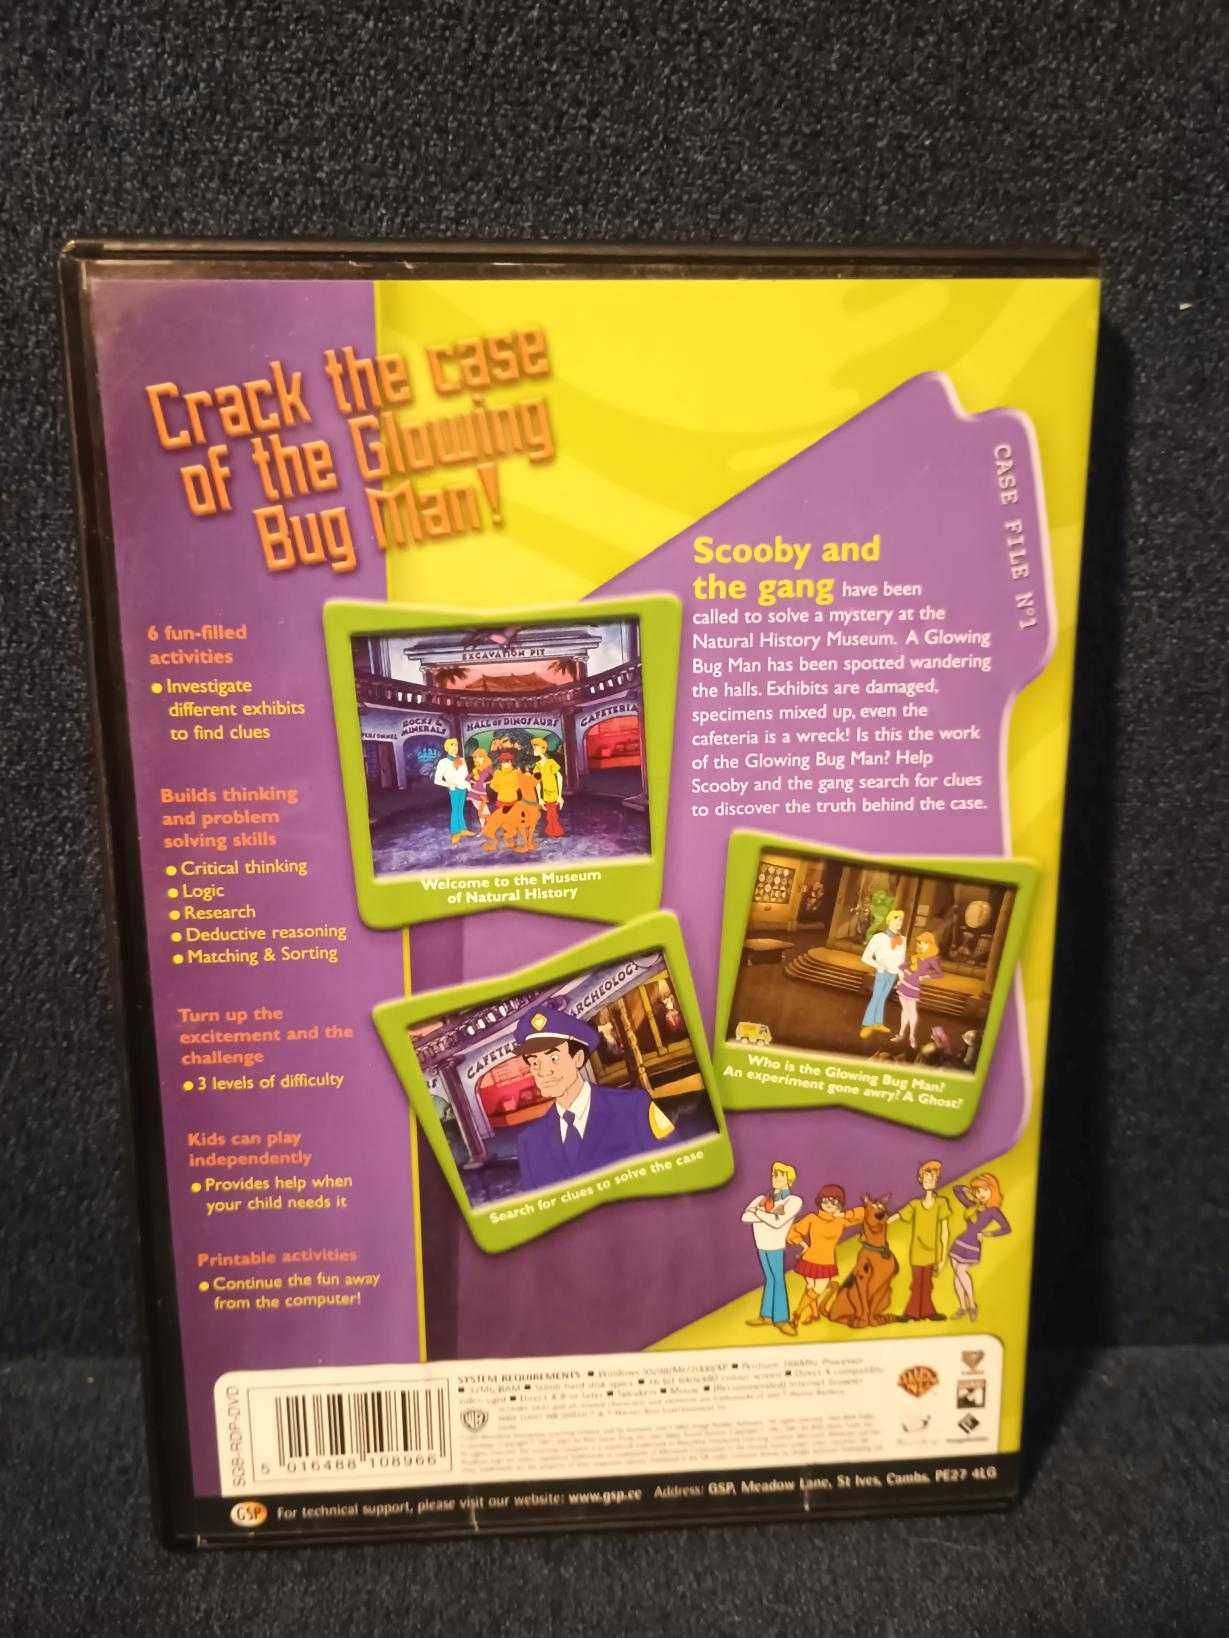 Crack the case
of the Glowing
Bug Man!
CASE FILE Nº1
6 fun-filled
activities
• Investigate
different exhibits
to find clues
Builds thinking
and problem
solving skills
• Critical thinking
• Logic
• Research
• Deductive reasoning
• Matching & Sorting
Turn up the
excitement and the
challenge
• 3 levels of difficulty
Kids can play
independently
• Provides help when
your child needs it
Printable activities
• Continue the fun away
from the computer!
EXCAVATION PIT
PERSONNEL
ROCKS &
MINERALS
HALL OF DINOSAURS
CAFETERIA
Welcome to the Museum
of Natural History
Scooby and
the gang have been
called to solve a mystery at the
Natural History Museum. A Glowing
Bug Man has been spotted wandering
the halls. Exhibits are damaged,
specimens mixed up, even the
cafeteria is a wreck! Is this the work
of the Glowing Bug Man? Help
Scooby and the gang search for clues
to discover the truth behind the case.
Who is the Glowing Bug Man?
An experiment gone awry? A Ghost?
ARCHEOLOGY
Search for clues to solve the case
SGB-RDP-DVD
5 016488 108966
SYSTEM REQUIREMENTS:
GSP For technical support, please visit our website: www.gsp.cc Address: GSP, Meadow Lane, St Ives, Cambs, PE27 4LG